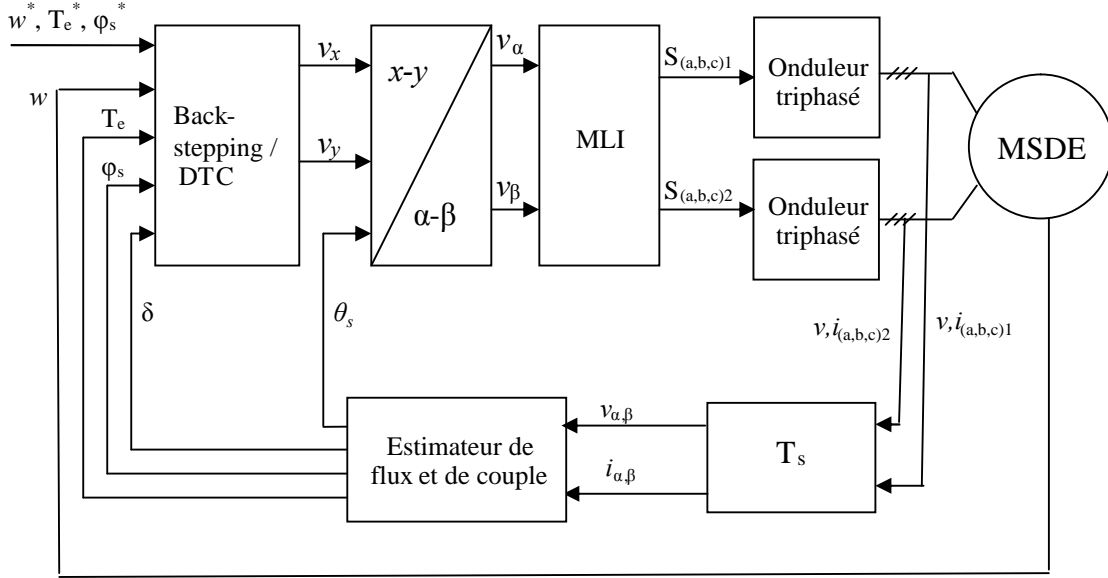 w*, Te*, φs*
w
Te
φs
δ
Back-
stepping /
DTC
vx
vy
x-y
α-β
θs
vα
vβ
MLI
S(a,b,c)1
S(a,b,c)2
Onduleur
triphasé
Onduleur
triphasé
MSDE
v,i(a,b,c)2
v,i(a,b,c)1
Estimateur de
flux et de couple
vα,β
iα,β
Ts